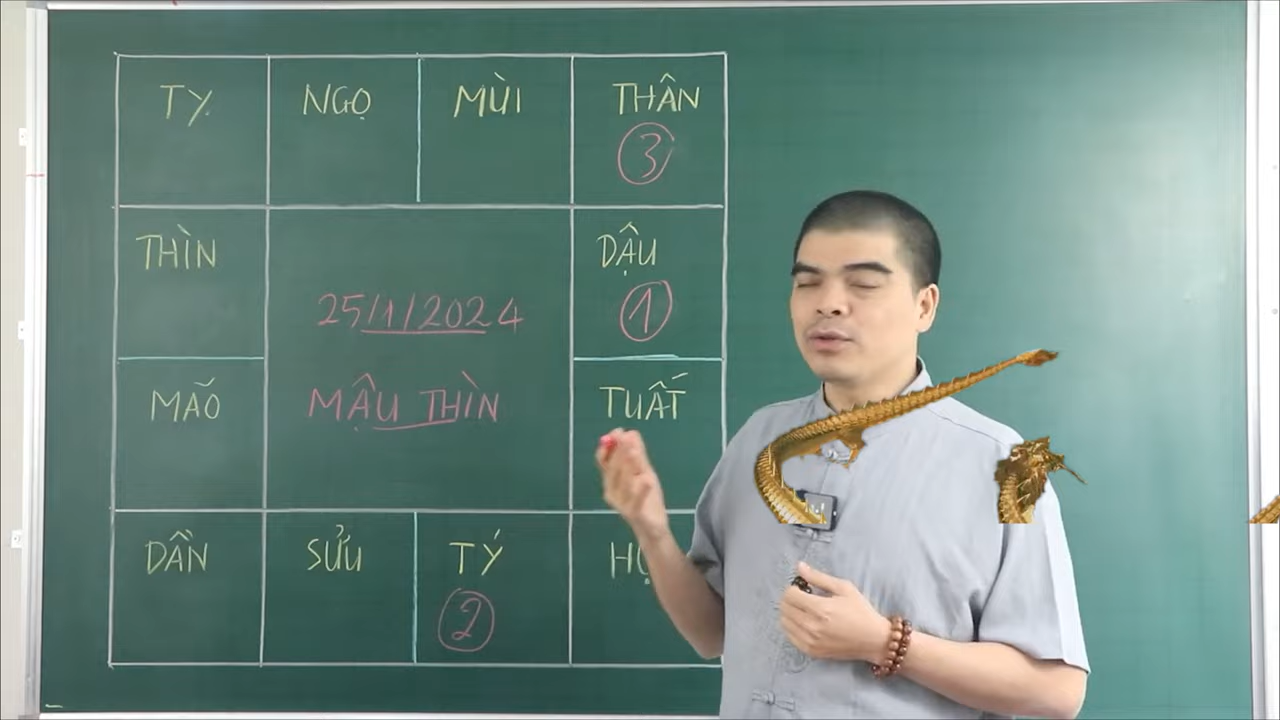 TỴ
NGỌ
MÙI
THÂN
3
THÌN
DẬU
1
25/1/2024
MẬU THÌN
MÃO
TUẤT
DẦN
SỬU
TÝ
2